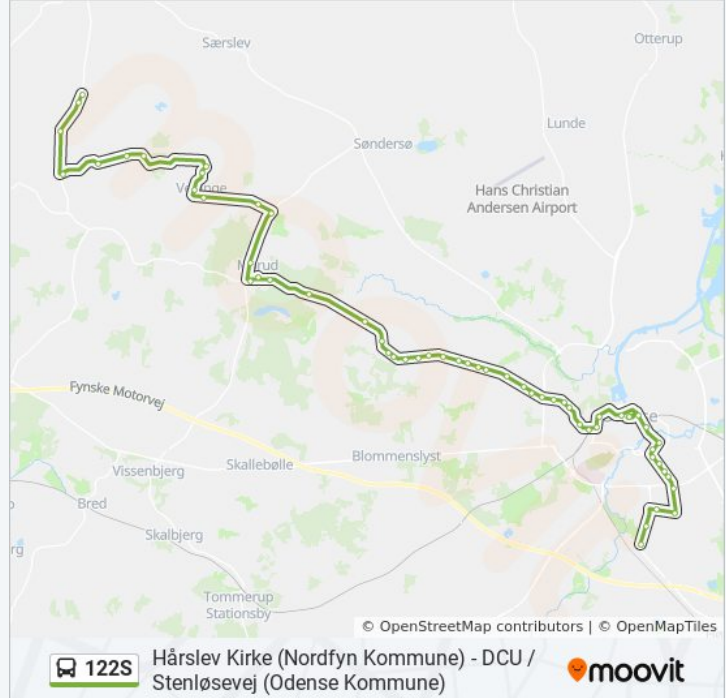 Særslev
Otterup
Lunde
Søndersø
Hans Christian
Andersen Airport
Fynske Motorvej
Blommenslyst
Skallebølle
Vissenbjerg
Bred
Skalbjerg
Tommerup
Stationsby
© OpenStreetMap contributors | © OpenMapTiles
122S
Hårslev Kirke (Nordfyn Kommune) - DCU /
Stenløsevej (Odense Kommune)
moovit